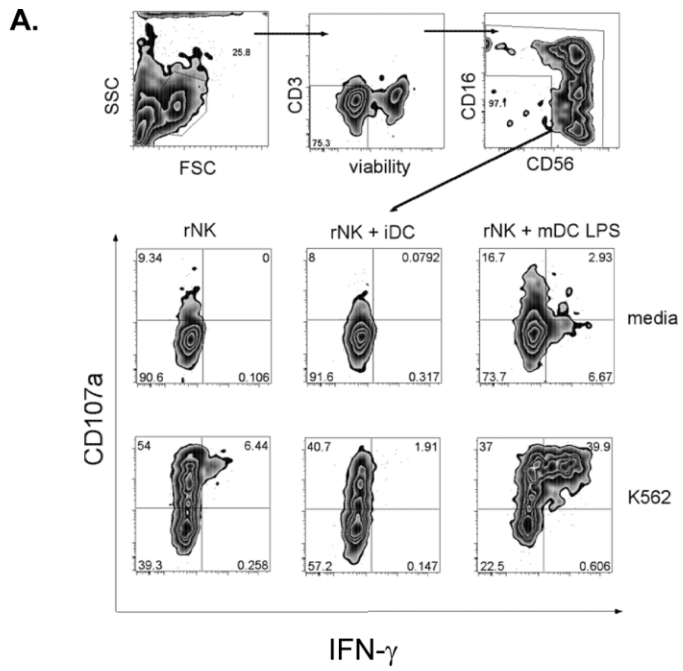 A.
SSC
25.8
FSC
CD3
75.3
viability
CD16
97.1
CD56
rNK
rNK + iDC
rNK + mDC LPS
9.34
0
90.6
0.106
8
0.0792
91.6
0.317
16.7
2.93
73.7
6.67
media
CD107a
54
6.44
39.3
0.258
40.7
1.91
57.2
0.147
37
39.9
22.5
0.606
K562
IFN-γ